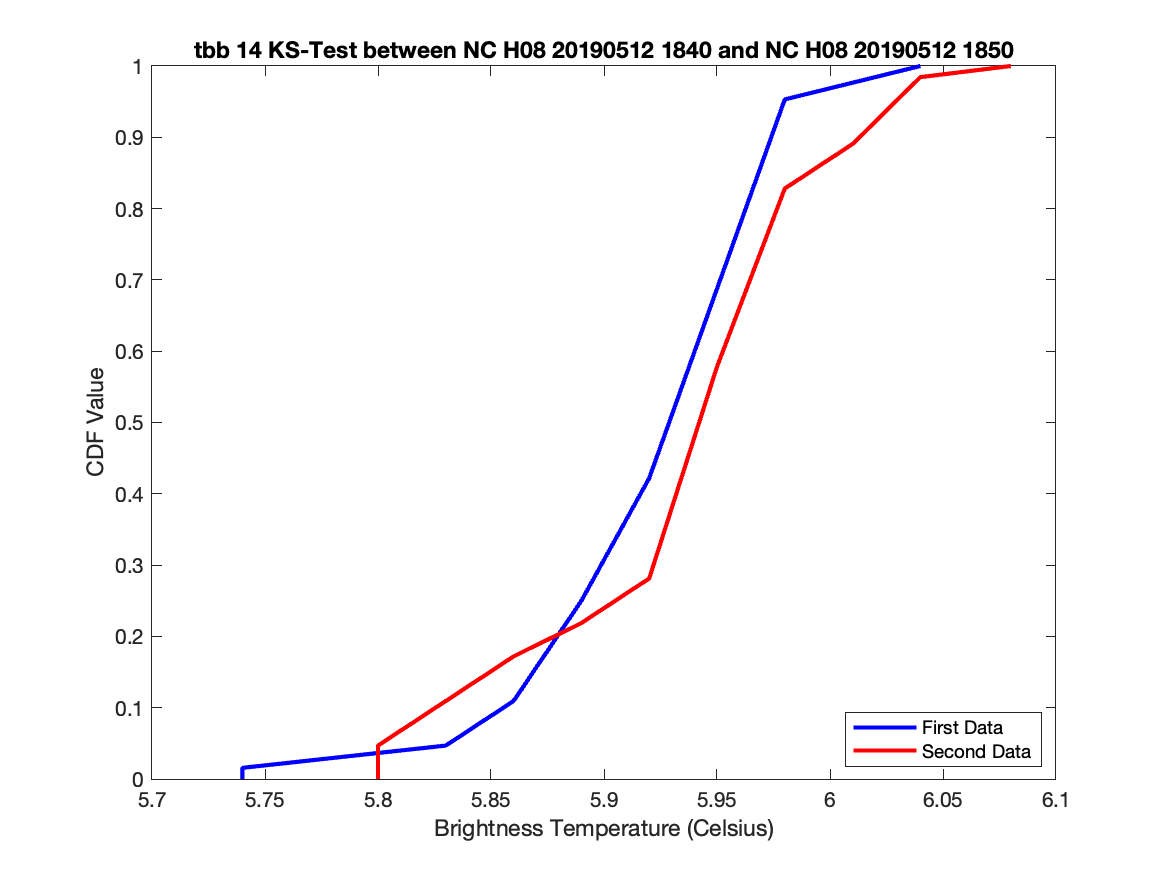 tbb 14 KS-Test between NC H08 20190512 1840 and NC H08 20190512 1850
1
0.9
0.8
0.7
0.6
0.5
0.4
0.3
0.2
0.1
0
CDF Value
First Data
Second Data
5.7 5.75 5.8 5.85 5.9 5.95 6 6.05 6.1
Brightness Temperature (Celsius)